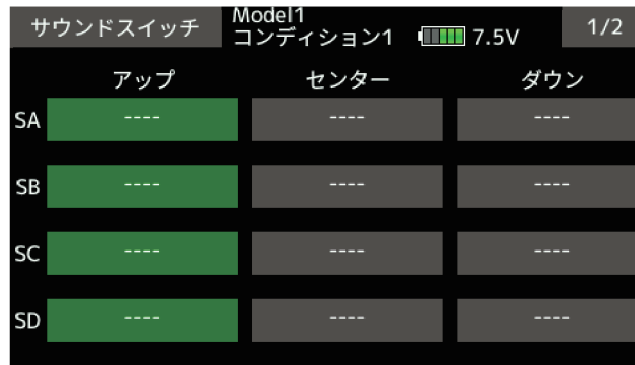 サウンドスイッチ
Model1
コンディション1 7.5V
1/2
アップ センター ダウン
SA ---- ---- ----
SB ---- ---- ----
SC ---- ---- ----
SD ---- ---- ----